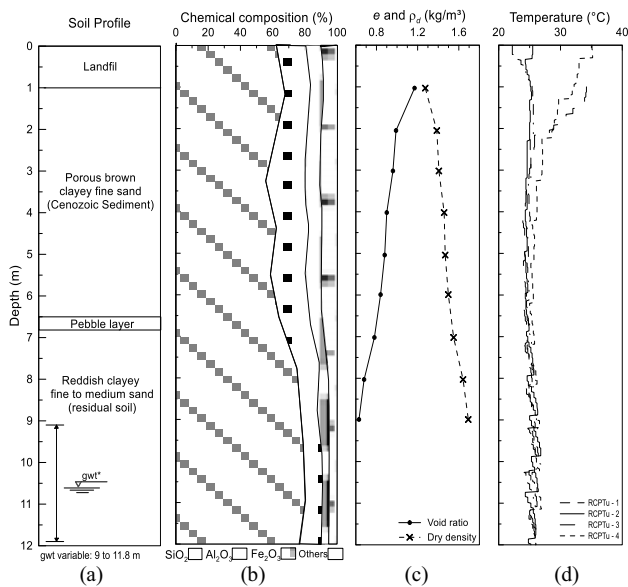 Soil Profile
Chemical composition (%)
e and ρd (kg/m³)
Temperature (°C)
0 20 40 60 80 100
0.8 1.2 1.6
20 30 40
Depth (m)
0
1
2
3
4
5
6
7
8
9
10
11
12
Landfil
Porous brown
clayey fine sand
(Cenozoic Sediment)
Pebble layer
Reddish clayey
fine to medium sand
(residual soil)
gwt*
gwt variable: 9 to 11.8 m
SiO₂ Al₂O₃ Fe₂O₃ Others
Void ratio
Dry density
RCPTu - 1
RCPTu - 2
RCPTu - 3
RCPTu - 4
(a) (b) (c) (d)